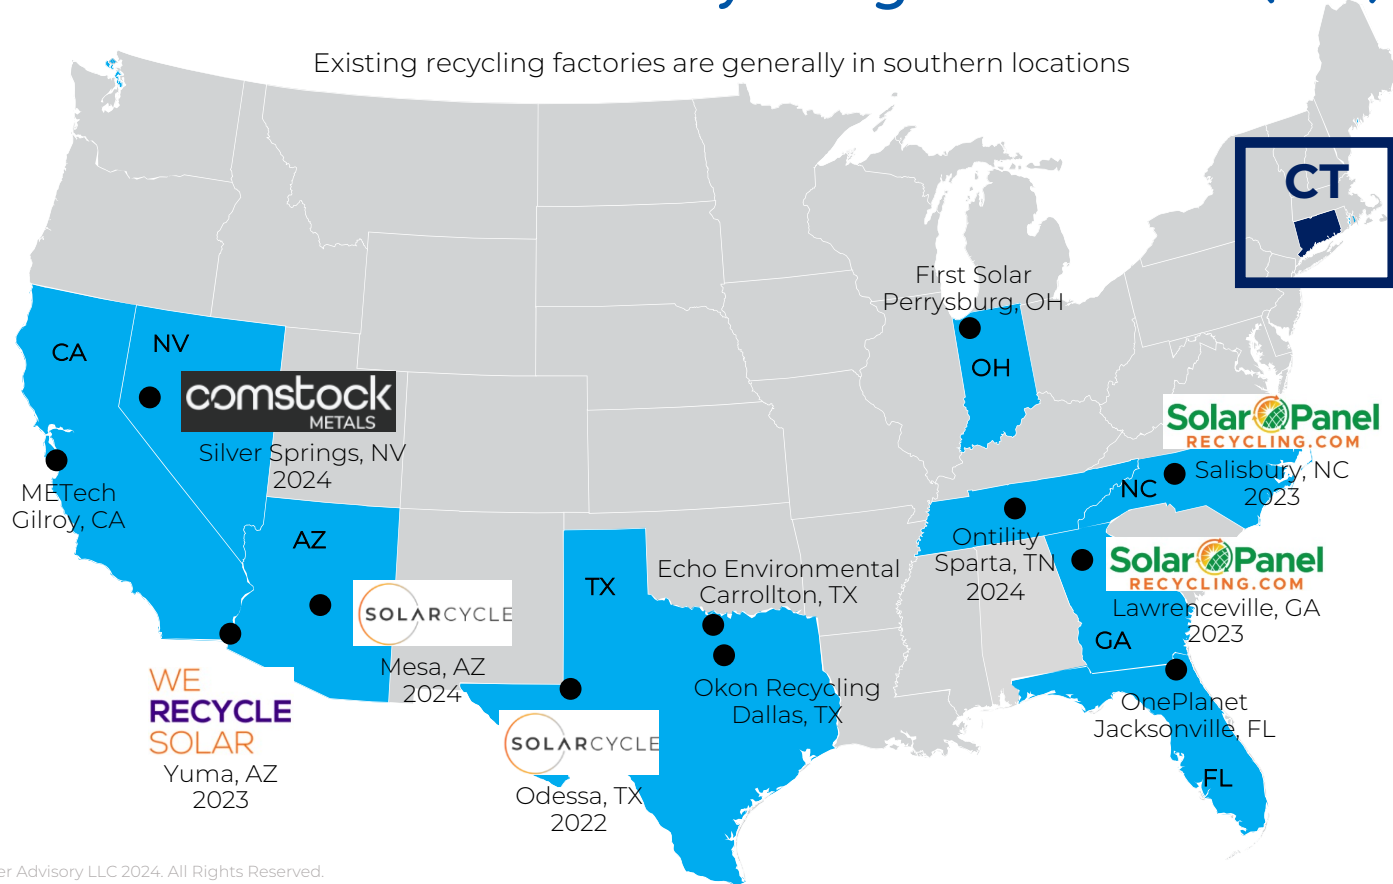 Existing recycling factories are generally in southern locations
CT
First Solar
Perrysburg, OH
OH
CA
NV
comstock
METALS
Silver Springs, NV
2024
METech
Gilroy, CA
AZ
SOLARCYCLE
Mesa, AZ
2024
WE
RECYCLE
SOLAR
Yuma, AZ
2023
TX
SOLARCYCLE
Odessa, TX
2022
Echo Environmental
Carrollton, TX
Okon Recycling
Dallas, TX
Ontility
Sparta, TN
2024
NC
Solar Panel
RECYCLING.COM
Salisbury, NC
2023
Solar Panel
RECYCLING.COM
Lawrenceville, GA
2023
GA
OnePlanet
Jacksonville, FL
FL
er Advisory LLC 2024. All Rights Reserved.